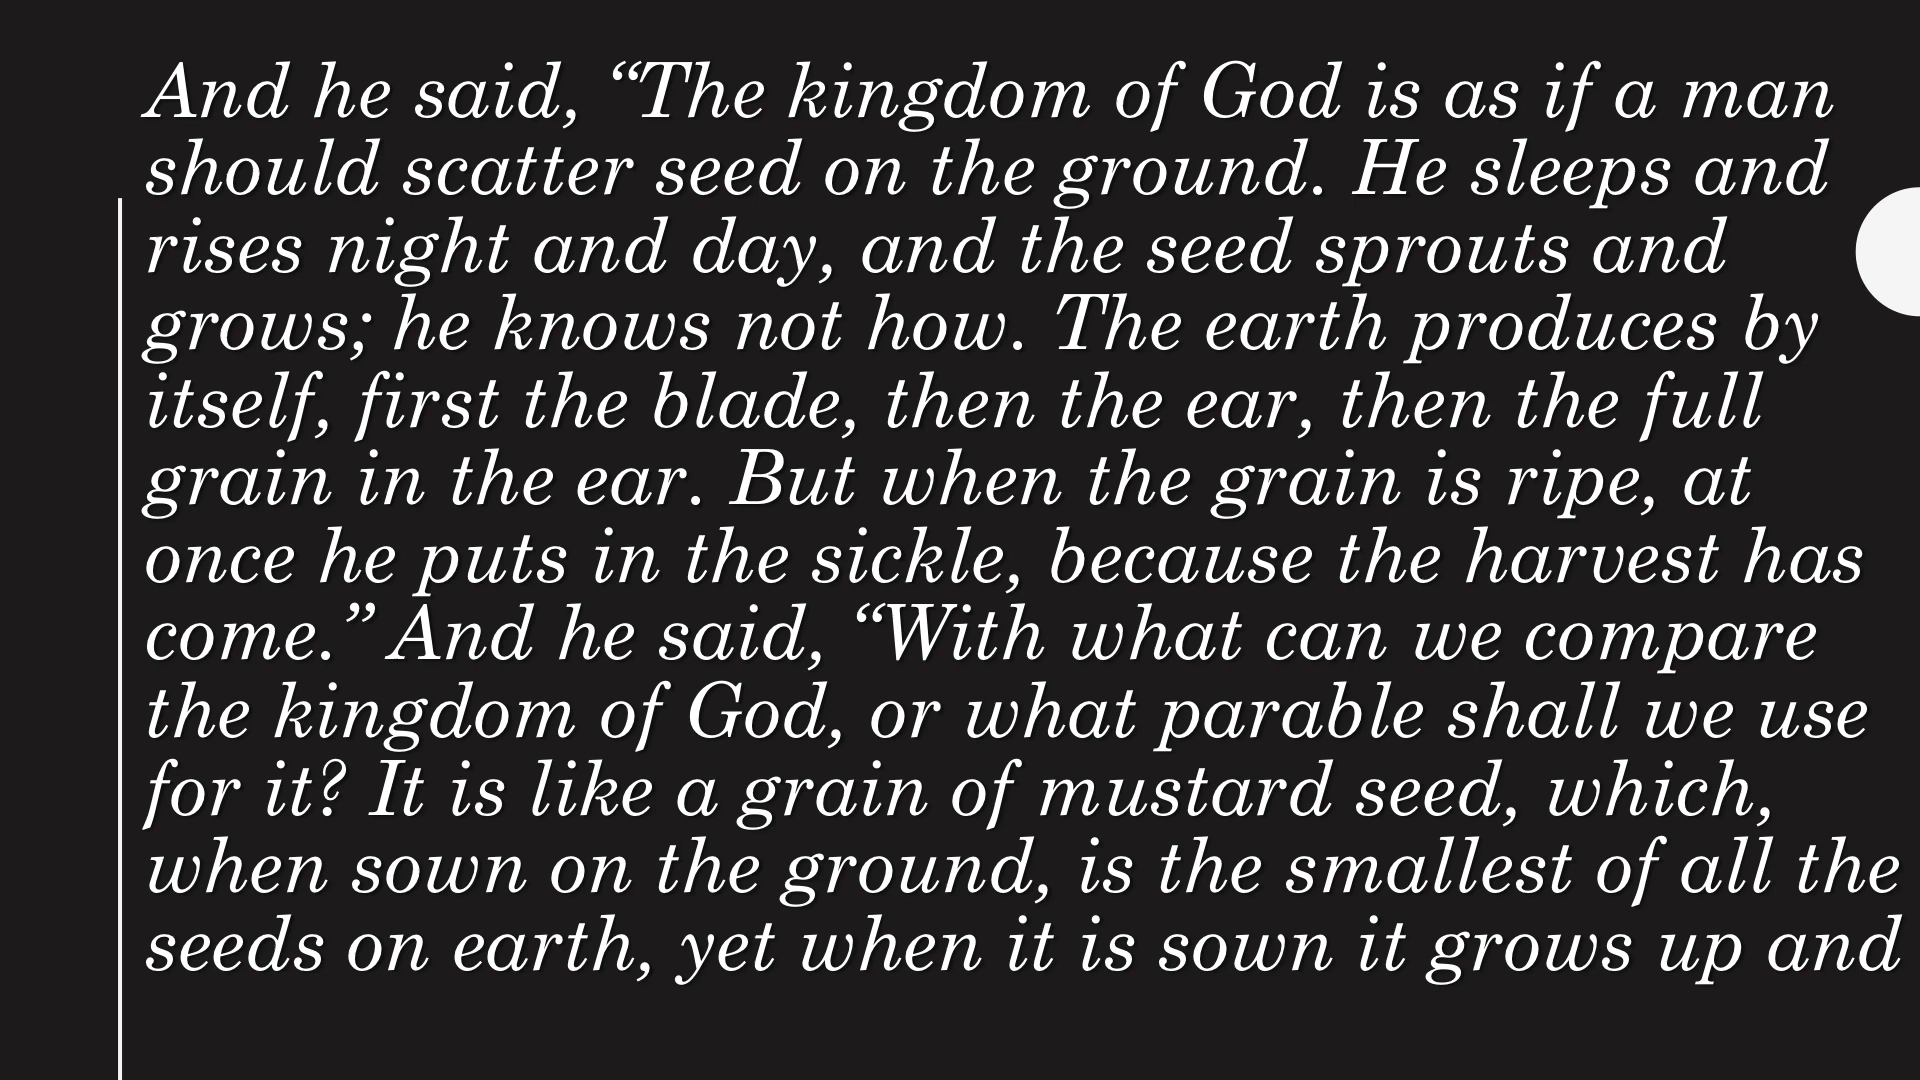 And he said, “The kingdom of God is as if a man
should scatter seed on the ground. He sleeps and
rises night and day, and the seed sprouts and
grows; he knows not how. The earth produces by
itself, first the blade, then the ear, then the full
grain in the ear. But when the grain is ripe, at
once he puts in the sickle, because the harvest has
come.” And he said, “With what can we compare
the kingdom of God, or what parable shall we use
for it? It is like a grain of mustard seed, which,
when sown on the ground, is the smallest of all the
seeds on earth, yet when it is sown it grows up and